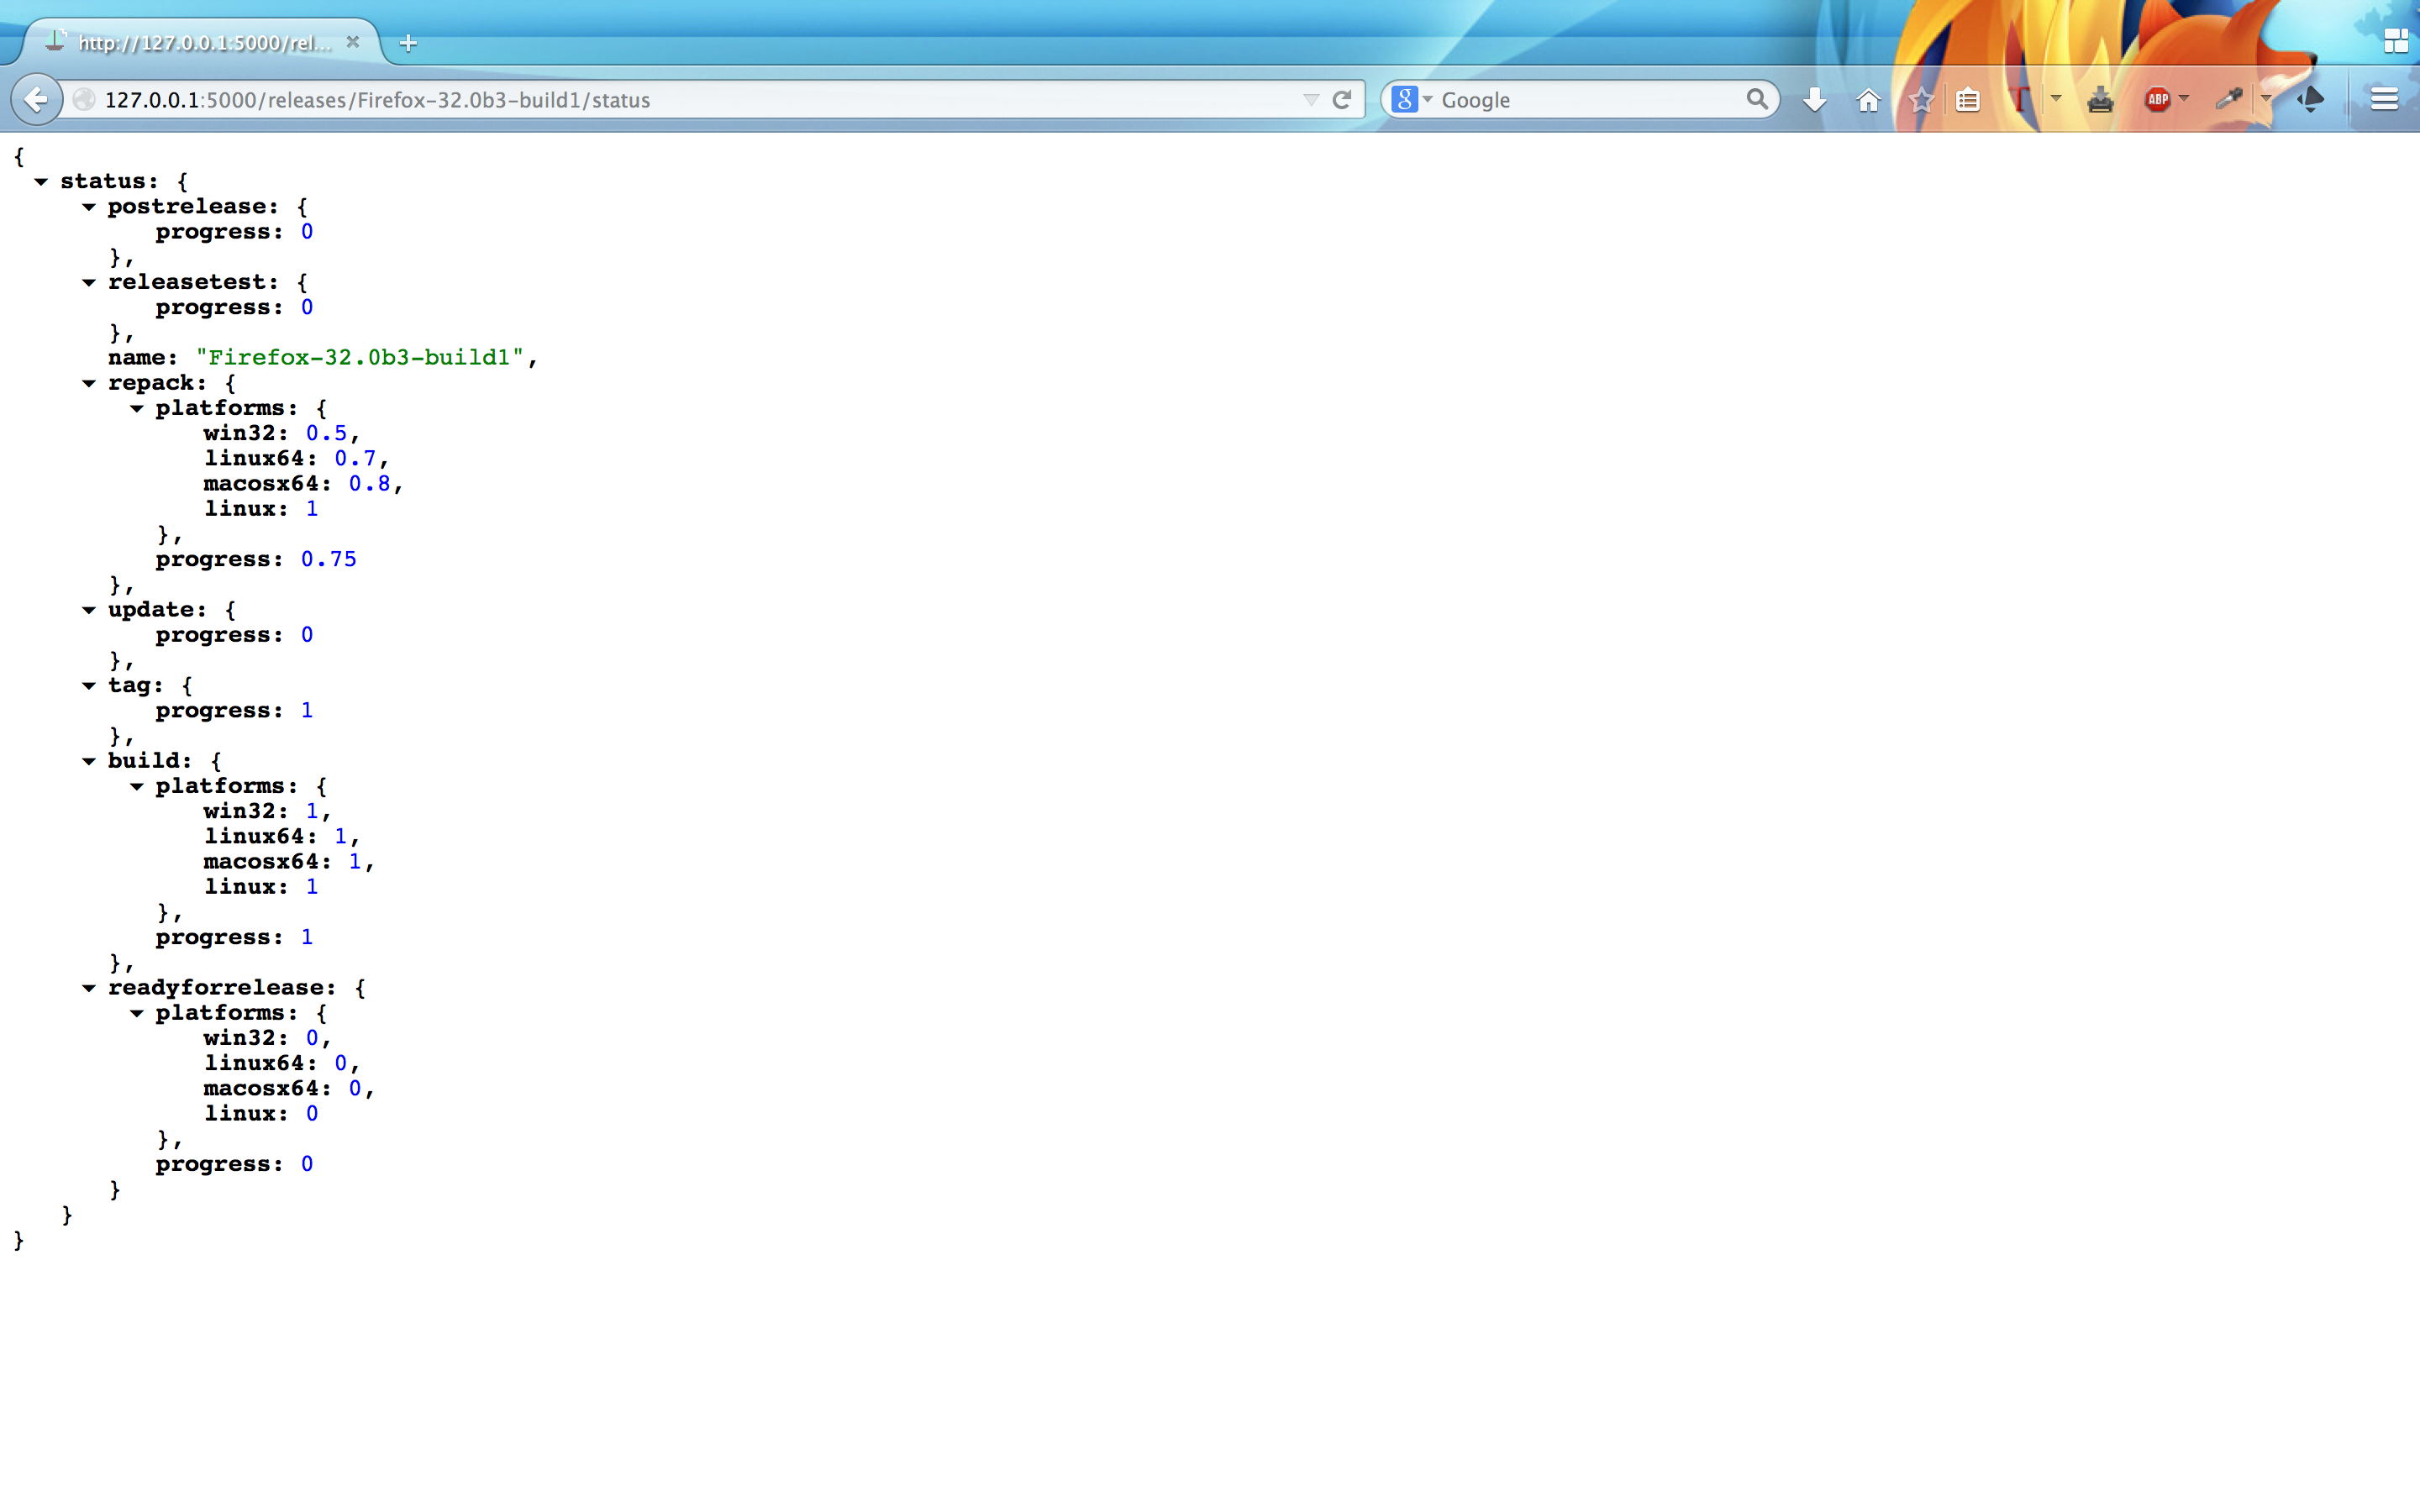 http://127.0.0.1:5000/rel...
127.0.0.1:5000/releases/Firefox-32.0b3-build1/status
Google
ABP
{
status: {
postrelease: {
progress: 0
},
releasetest: {
progress: 0
},
name: "Firefox-32.0b3-build1",
repack: {
platforms: {
win32: 0.5,
linux64: 0.7,
macosx64: 0.8,
linux: 1
},
progress: 0.75
},
update: {
progress: 0
},
tag: {
progress: 1
},
build: {
platforms: {
win32: 1,
linux64: 1,
macosx64: 1,
linux: 1
},
progress: 1
},
readyforrelease: {
platforms: {
win32: 0,
linux64: 0,
macosx64: 0,
linux: 0
},
progress: 0
}
}
}